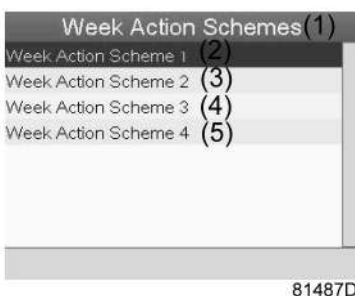 Week Action Schemes(1)
Week Action Scheme 1 (2)
Week Action Scheme 2 (3)
Week Action Scheme 3 (4)
Week Action Scheme 4 (5)
81487D